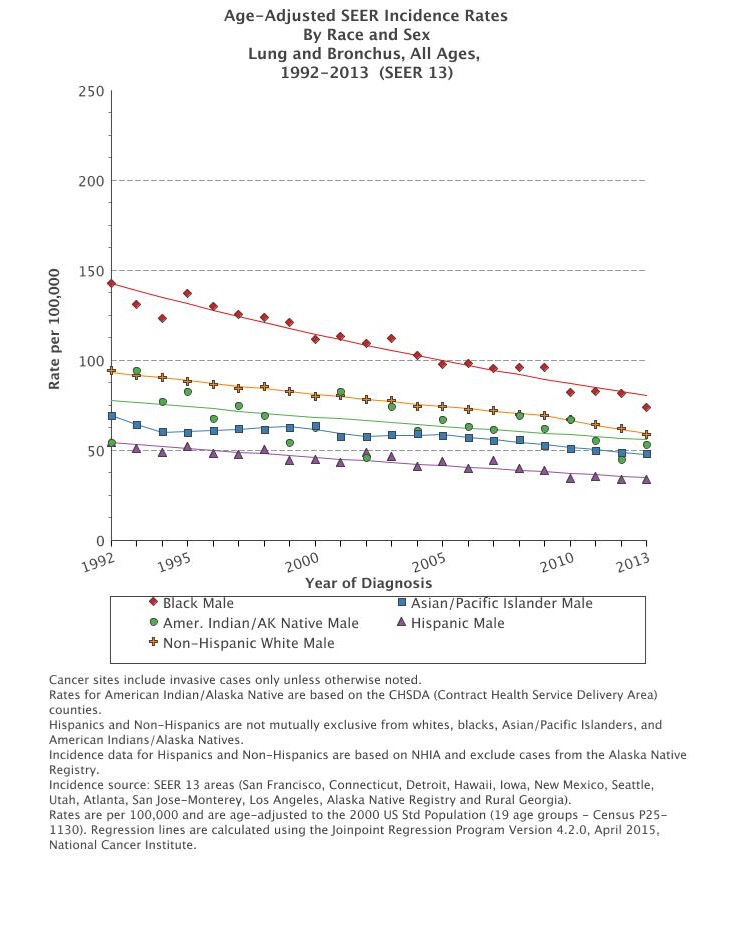 Age-Adjusted SEER Incidence Rates
By Race and Sex
Lung and Bronchus, All Ages,
1992-2013 (SEER 13)
250
200
150
100
50
0
Rate per 100,000
1992
1995
2000
2005
2010
2013
Year of Diagnosis
Black Male
Asian/Pacific Islander Male
Amer. Indian/AK Native Male
Hispanic Male
Non-Hispanic White Male
Cancer sites include invasive cases only unless otherwise noted.
Rates for American Indian/Alaska Native are based on the CHSDA (Contract Health Service Delivery Area)
counties.
Hispanics and Non-Hispanics are not mutually exclusive from whites, blacks, Asian/Pacific Islanders, and
American Indians/Alaska Natives.
Incidence data for Hispanics and Non-Hispanics are based on NHIA and exclude cases from the Alaska Native
Registry.
Incidence source: SEER 13 areas (San Francisco, Connecticut, Detroit, Hawaii, Iowa, New Mexico, Seattle,
Utah, Atlanta, San Jose-Monterey, Los Angeles, Alaska Native Registry and Rural Georgia).
Rates are per 100,000 and are age-adjusted to the 2000 US Std Population (19 age groups - Census P25-
1130). Regression lines are calculated using the Joinpoint Regression Program Version 4.2.0, April 2015,
National Cancer Institute.